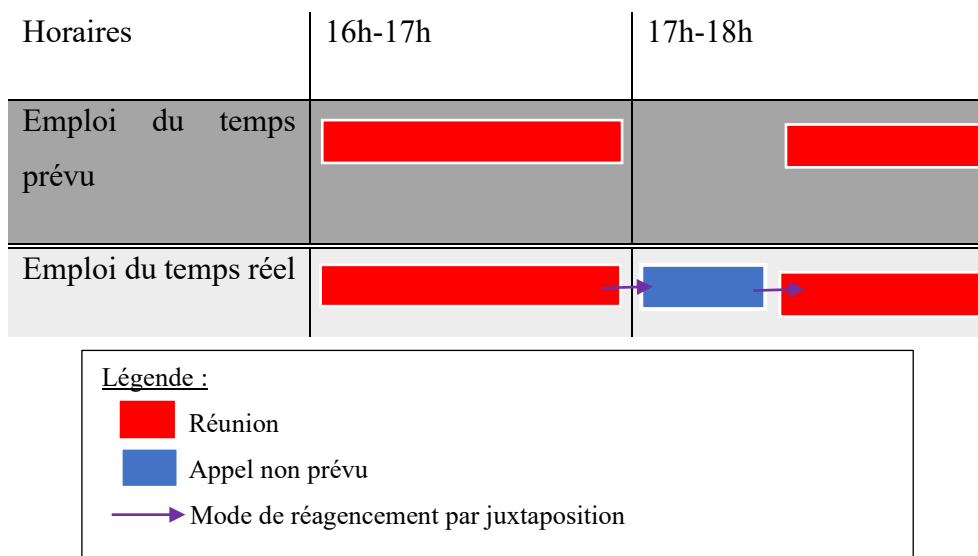 Horaires 16h-17h 17h-18h
Emploi du temps
prévu
Emploi du temps réel
Légende :
Réunion
Appel non prévu
Mode de réagencement par juxtaposition